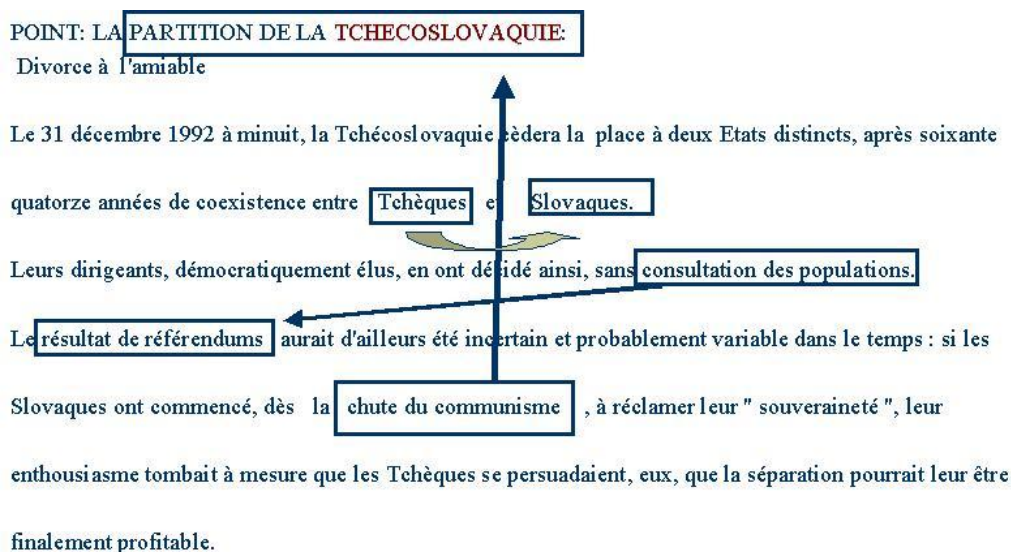 POINT: LA PARTITION DE LA TCHECOSLOVAQUIE:
Divorce à l'amiable
Le 31 décembre 1992 à minuit, la Tchécoslovaquie cèdera la place à deux Etats distincts, après soixante
quatorze années de coexistence entre Tchèques et Slovaques.
Leurs dirigeants, démocratiquement élus, en ont décidé ainsi, sans consultation des populations.
Le résultat de référendums aurait d'ailleurs été incertain et probablement variable dans le temps : si les
Slovaques ont commencé, dès la chute du communisme , à réclamer leur " souveraineté ", leur
enthousiasme tombait à mesure que les Tchèques se persuadaient, eux, que la séparation pourrait leur être
finalement profitable.